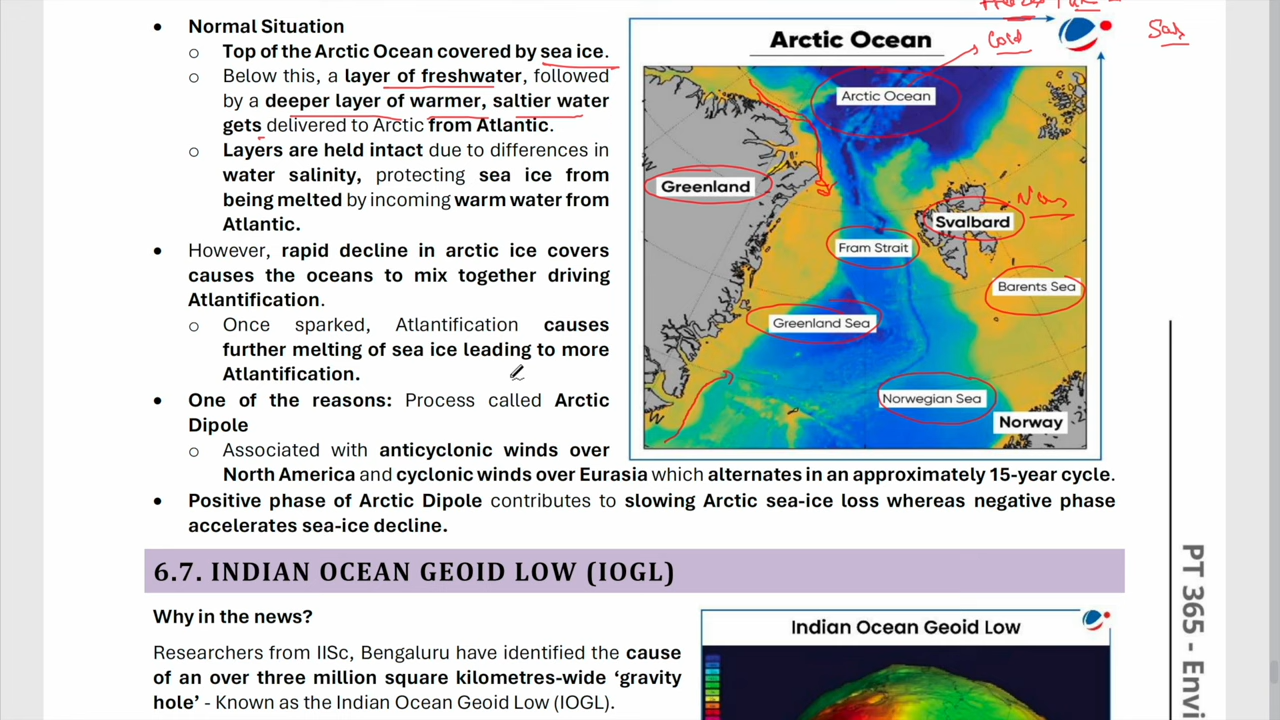 • Normal Situation
o Top of the Arctic Ocean covered by sea ice.
o Below this, a layer of freshwater, followed
by a deeper layer of warmer, saltier water
gets delivered to Arctic from Atlantic.
o Layers are held intact due to differences in
water salinity, protecting sea ice from
being melted by incoming warm water from
Atlantic.
• However, rapid decline in arctic ice covers
causes the oceans to mix together driving
Atlantification.
o Once sparked, Atlantification causes
further melting of sea ice leading to more
Atlantification.
• One of the reasons: Process called Arctic
Dipole
o Associated with anticyclonic winds over
North America and cyclonic winds over Eurasia which alternates in an approximately 15-year cycle.
• Positive phase of Arctic Dipole contributes to slowing Arctic sea-ice loss whereas negative phase
accelerates sea-ice decline.
Arctic Ocean
Cold
Arctic Ocean
Greenland
Svalbard
Fram Strait
Barents Sea
Greenland Sea
Norwegian Sea
Norway
6.7. INDIAN OCEAN GEOID LOW (IOGL)
Why in the news?
Researchers from IISc, Bengaluru have identified the cause
of an over three million square kilometres-wide ‘gravity
hole’ - Known as the Indian Ocean Geoid Low (IOGL).
Indian Ocean Geoid Low
PT 365 - Envi